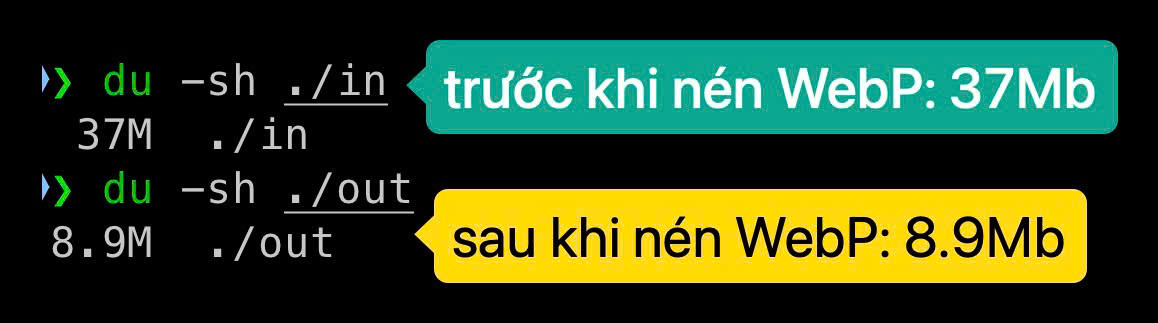 ❯ du -sh ./in
trước khi nén WebP: 37Mb
37M ./in
❯ du -sh ./out
8.9M ./out
sau khi nén WebP: 8.9Mb